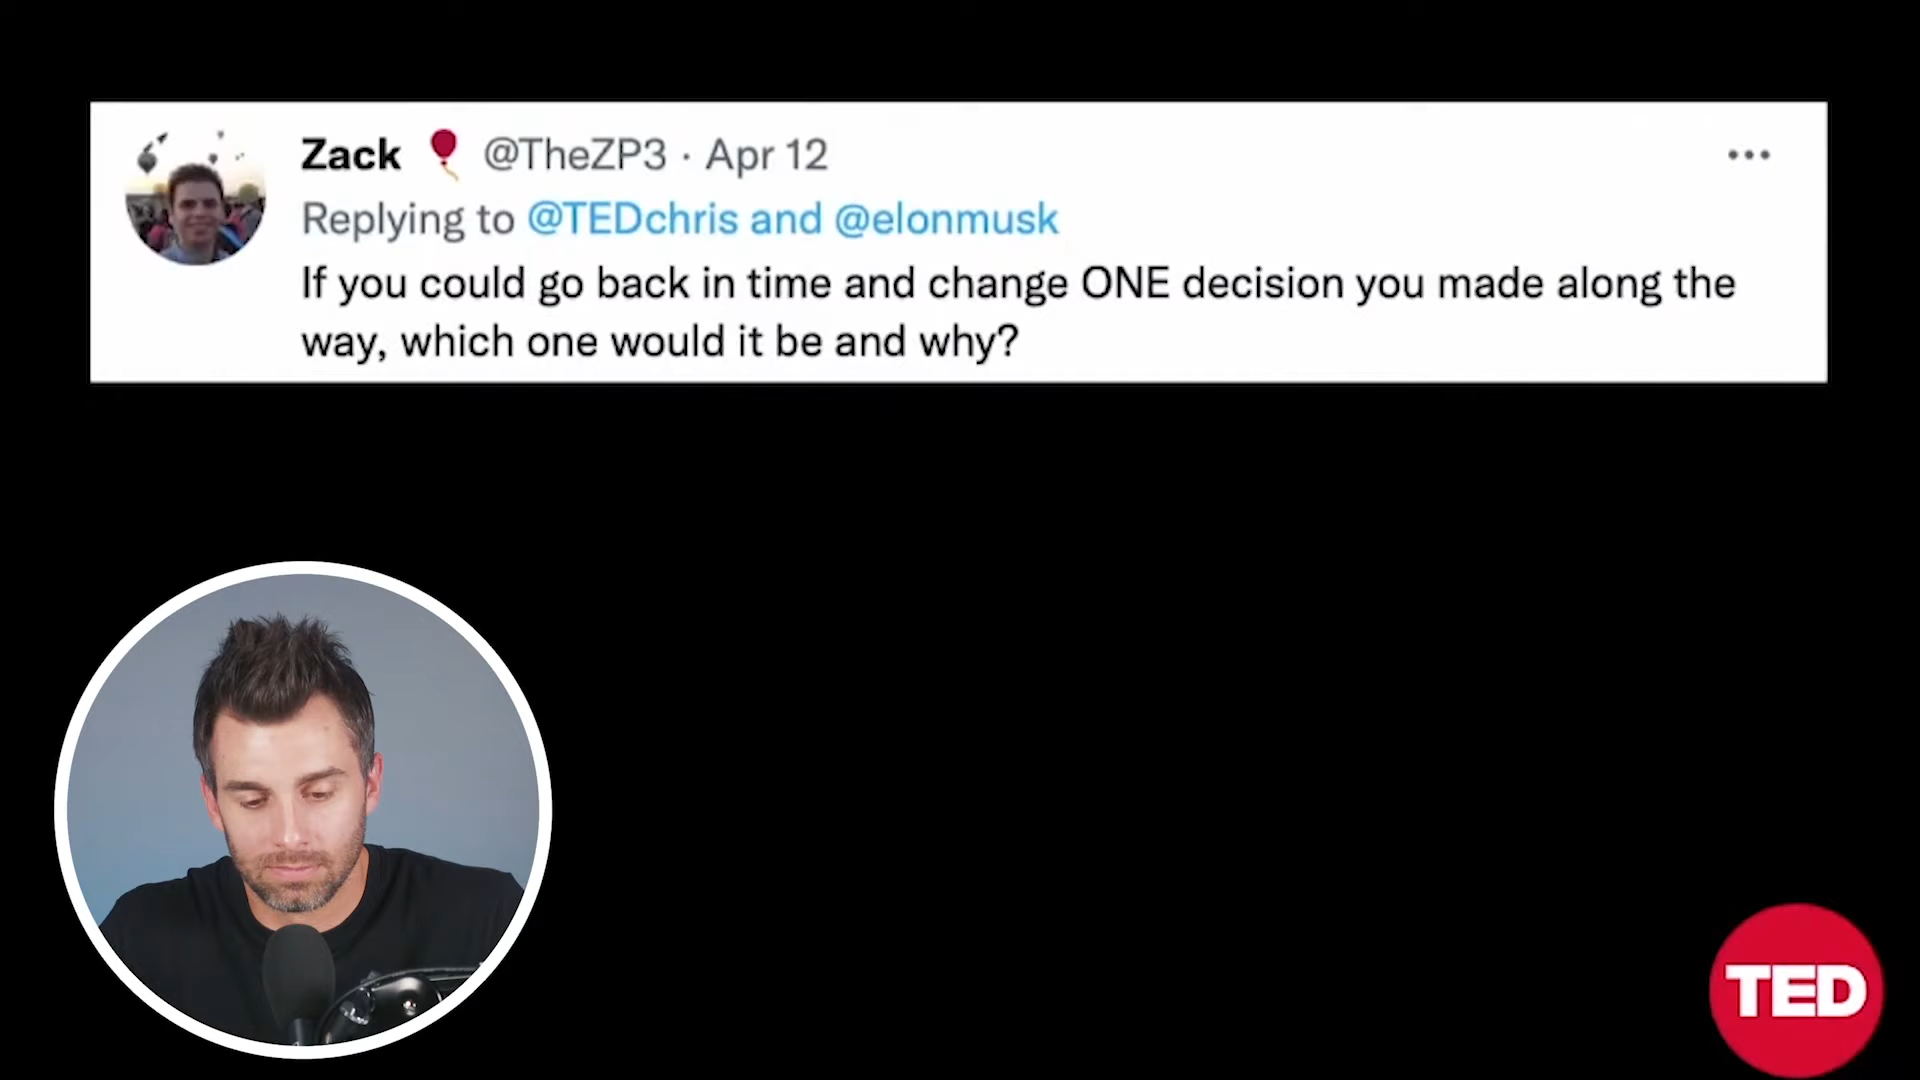 Zack @TheZP3 · Apr 12
Replying to @TEDchris and @elonmusk
If you could go back in time and change ONE decision you made along the
way, which one would it be and why?
TED